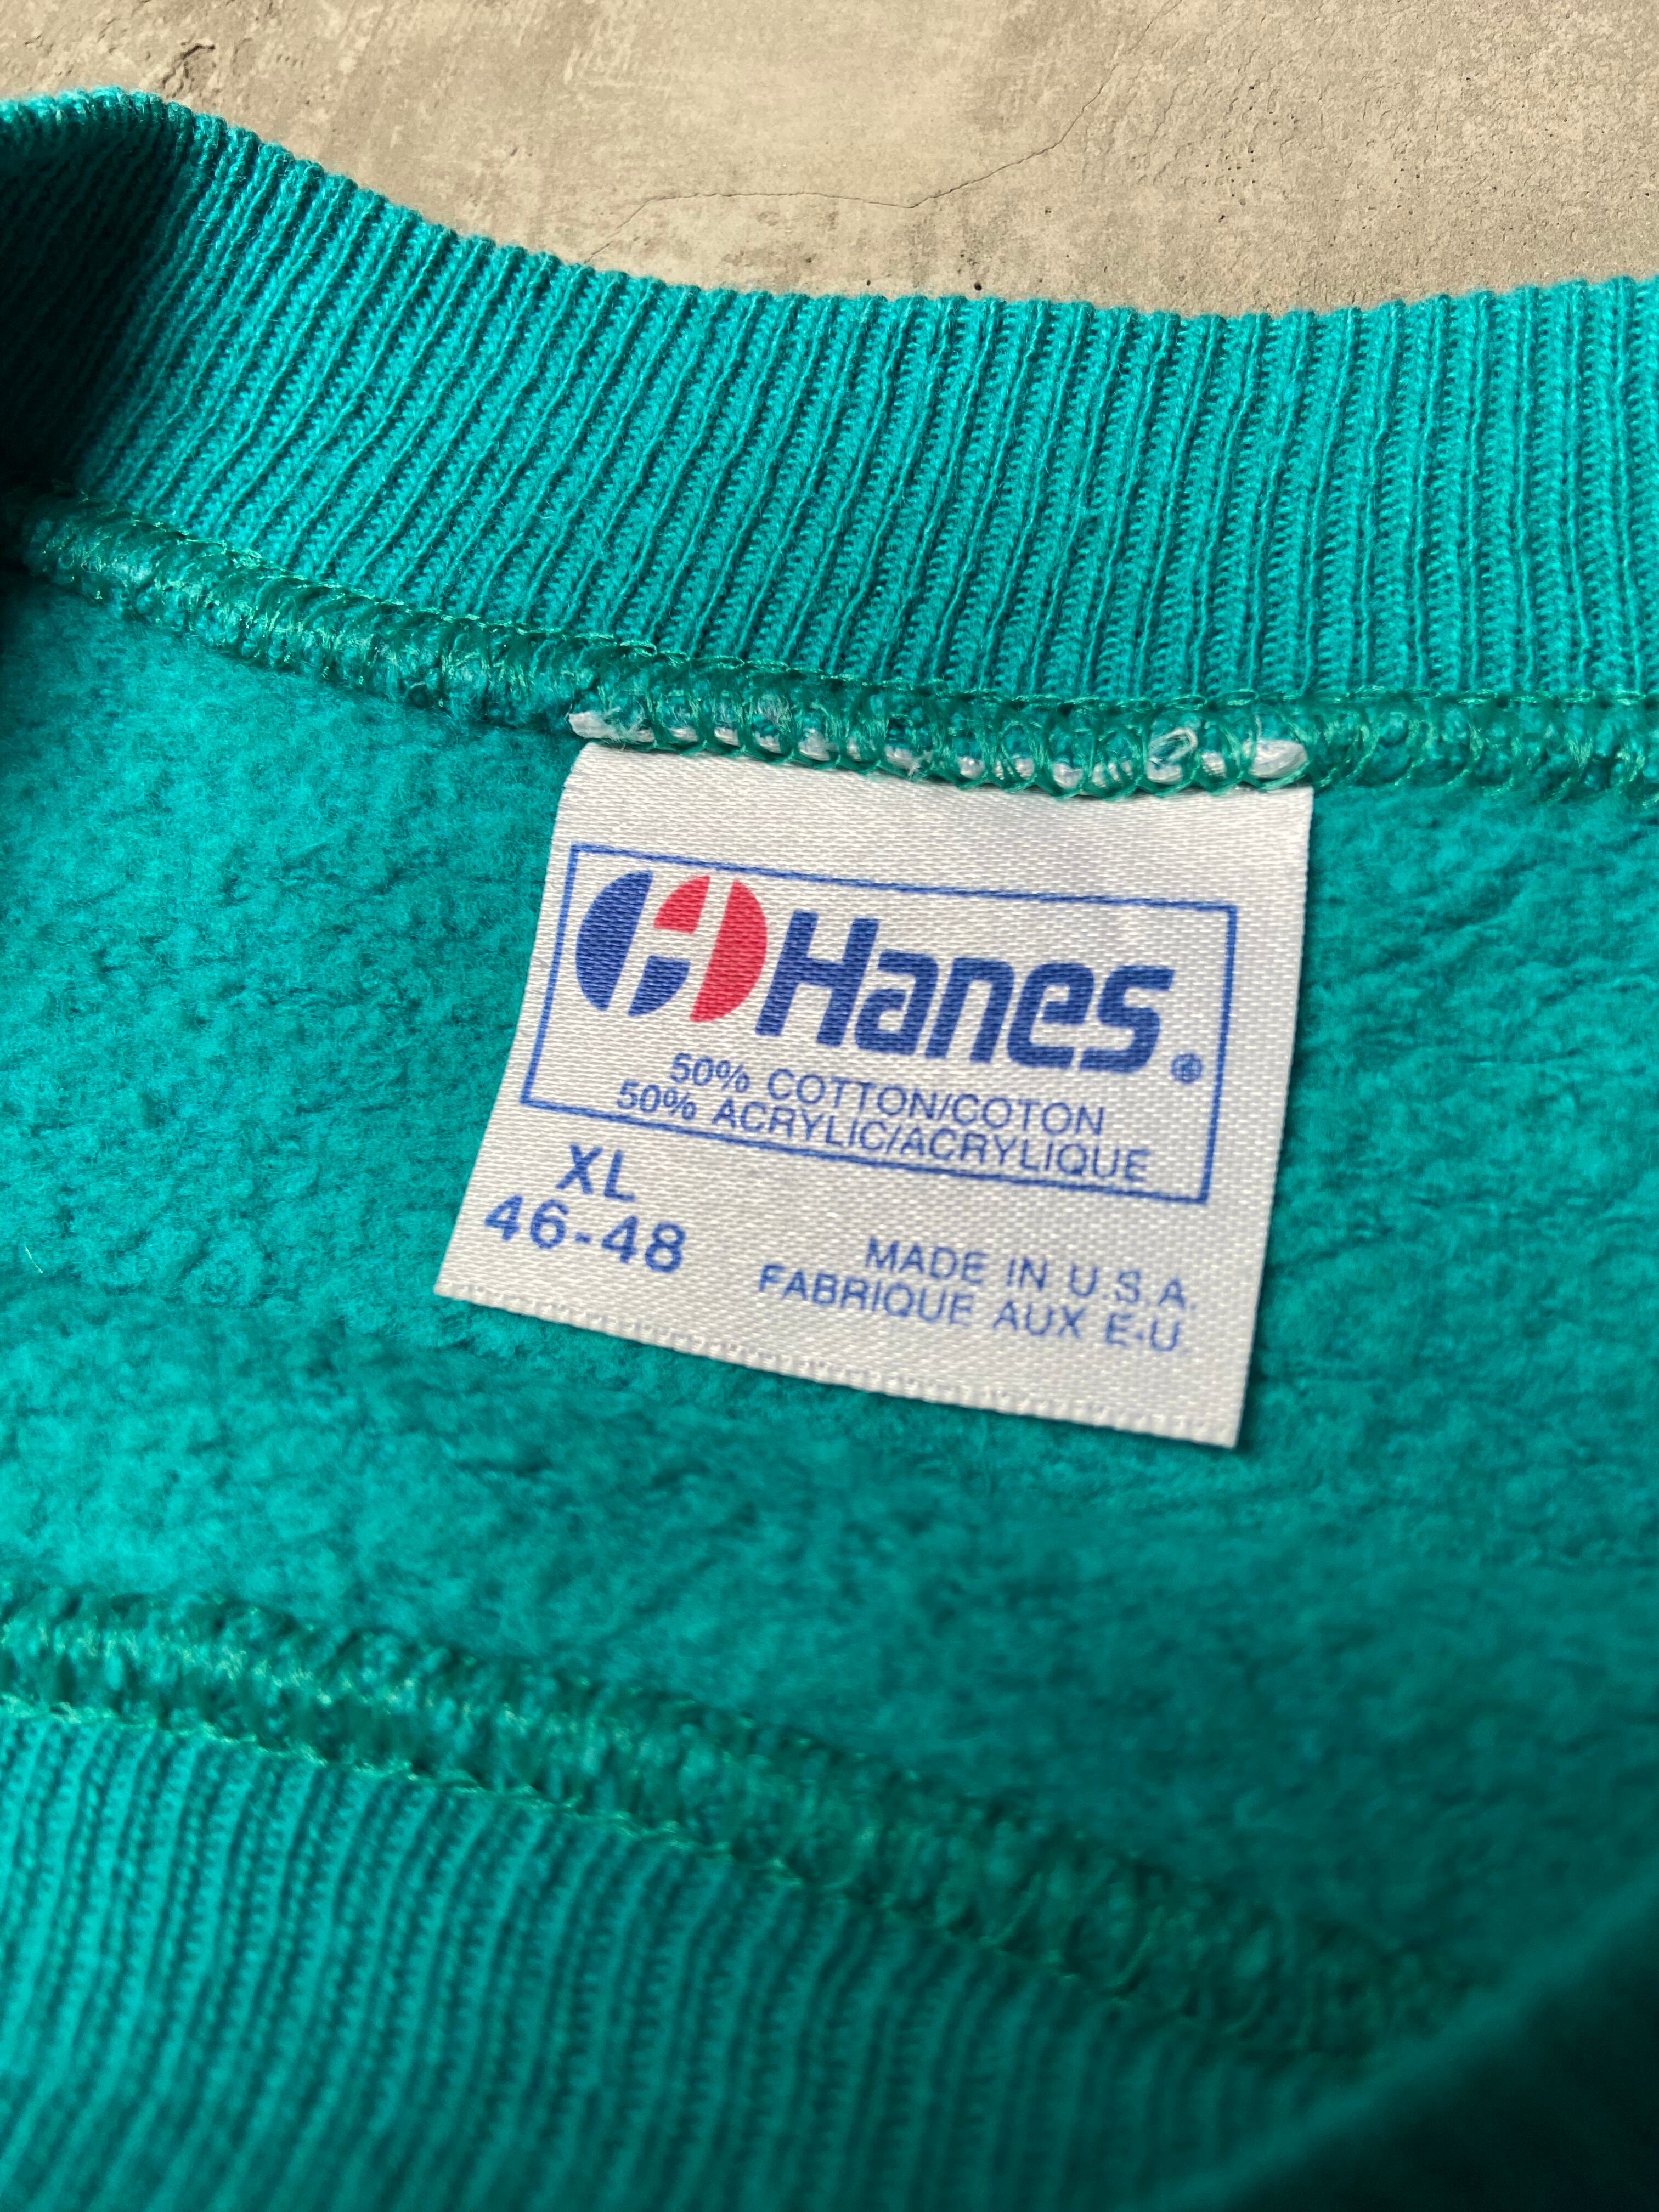 Hanes®
50% COTTON/COTON
50% ACRYLIC/ACRYLIQUE
XL
46-48
MADE IN U.S.A.
FABRIQUE AUX E.-U.